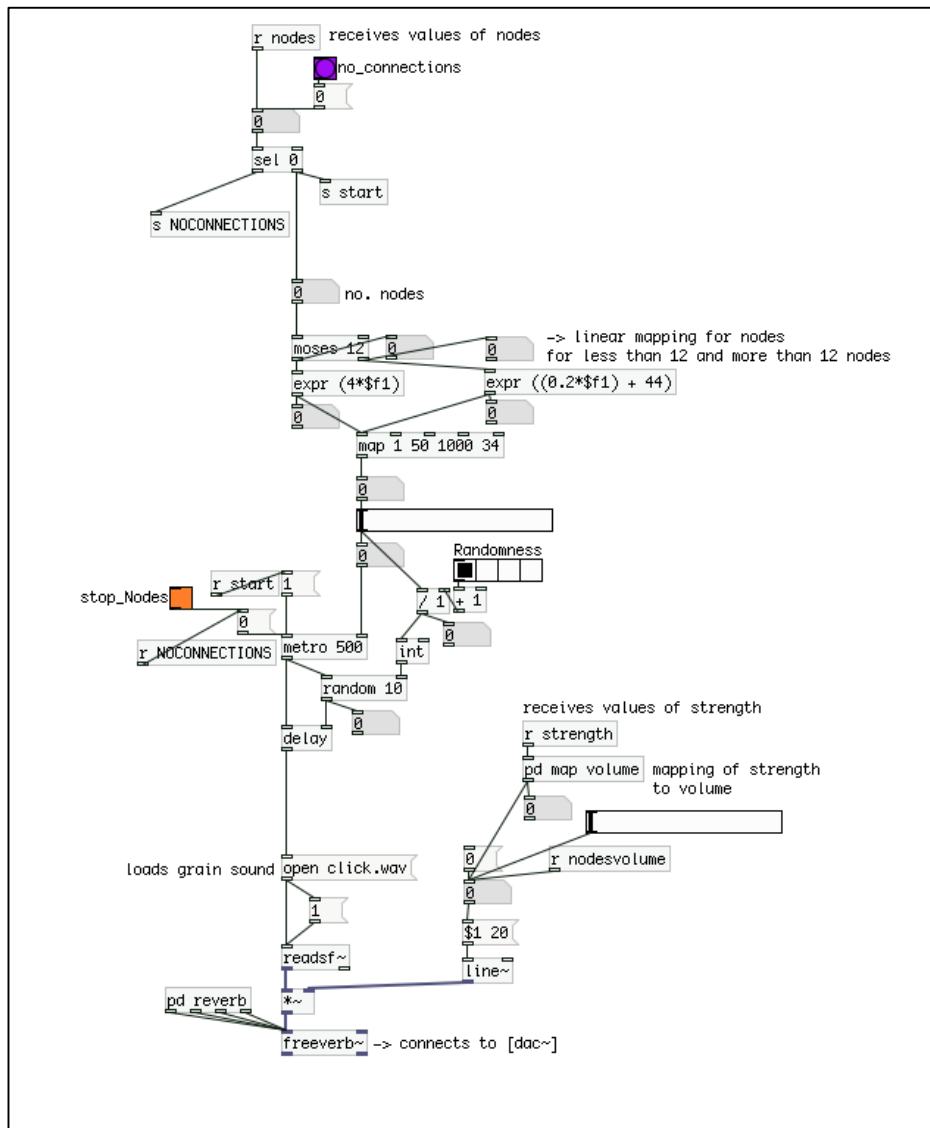 r nodes
receives values of nodes
no_connections
0
0
sel 0
s start
s NOCONNECTIONS
0
no. nodes
moses 12
0
0
-> linear mapping for nodes
for less than 12 and more than 12 nodes
expr (4*$f1)
expr ((0.2*$f1) + 44)
0
0
map 1 50 1000 34
0
0
Randomness
r start
1
/ 1
+ 1
stop_Nodes
0
0
r NOCONNECTIONS
metro 500
int
random 10
0
delay
receives values of strength
r strength
pd map volume
mapping of strength
to volume
0
0
r nodesvolume
loads grain sound
open click.wav
0
1
$1 20
readsf~
line~
pd reverb
*~
freeverb~
-> connects to [dac~]